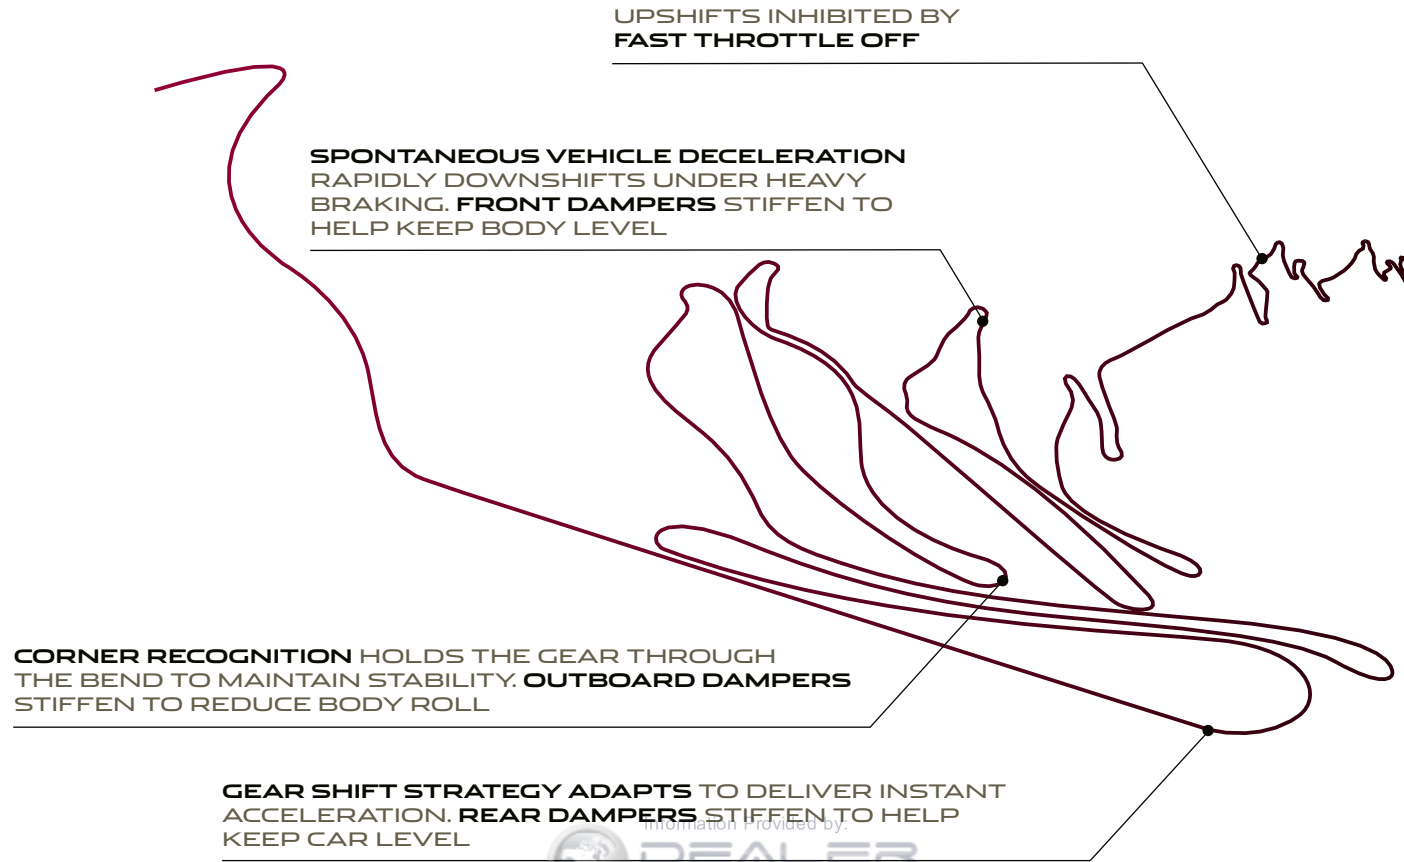 UPSHIFTS INHIBITED BY
FAST THROTTLE OFF
SPONTANEOUS VEHICLE DECELERATION
RAPIDLY DOWNSHIFTS UNDER HEAVY
BRAKING. FRONT DAMPERS STIFFEN TO
HELP KEEP BODY LEVEL
CORNER RECOGNITION HOLDS THE GEAR THROUGH
THE BEND TO MAINTAIN STABILITY. OUTBOARD DAMPERS
STIFFEN TO REDUCE BODY ROLL
GEAR SHIFT STRATEGY ADAPTS TO DELIVER INSTANT
ACCELERATION. REAR DAMPERS STIFFEN TO HELP
KEEP CAR LEVEL
Information Provided by:
DEALER